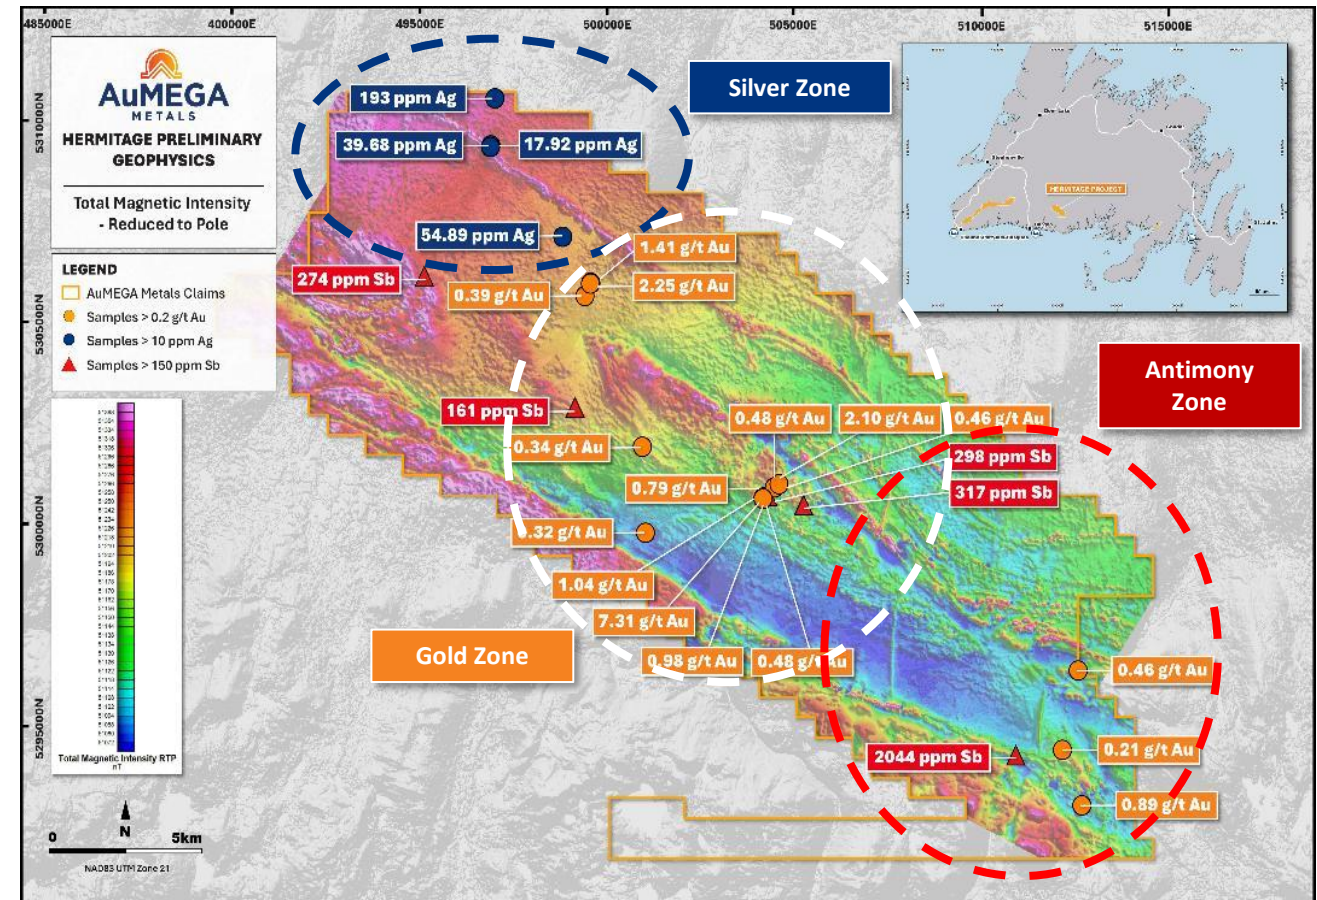 485000E 400000E 495000E 500000E 505000E 510000E 515000E
AuMEGA
METALS
HERMITAGE PRELIMINARY
GEOPHYSICS
Total Magnetic Intensity
- Reduced to Pole
LEGEND
AuMEGA Metals Claims
Samples > 0.2 g/t Au
Samples > 10 ppm Ag
Samples > 150 ppm Sb
Total Magnetic Intensity RTP
nT
N
0 5km
NAD83 UTM Zone 21
5310000N
5305000N
5300000N
5295000N
Silver Zone
193 ppm Ag
39.68 ppm Ag
17.92 ppm Ag
54.89 ppm Ag
274 ppm Sb
1.41 g/t Au
2.25 g/t Au
0.39 g/t Au
HERMITAGE PROJECT
Antimony
Zone
161 ppm Sb
0.34 g/t Au
0.48 g/t Au
2.10 g/t Au
0.46 g/t Au
298 ppm Sb
317 ppm Sb
0.79 g/t Au
0.32 g/t Au
1.04 g/t Au
7.31 g/t Au
0.98 g/t Au
0.48 g/t Au
Gold Zone
0.46 g/t Au
0.21 g/t Au
2044 ppm Sb
0.89 g/t Au